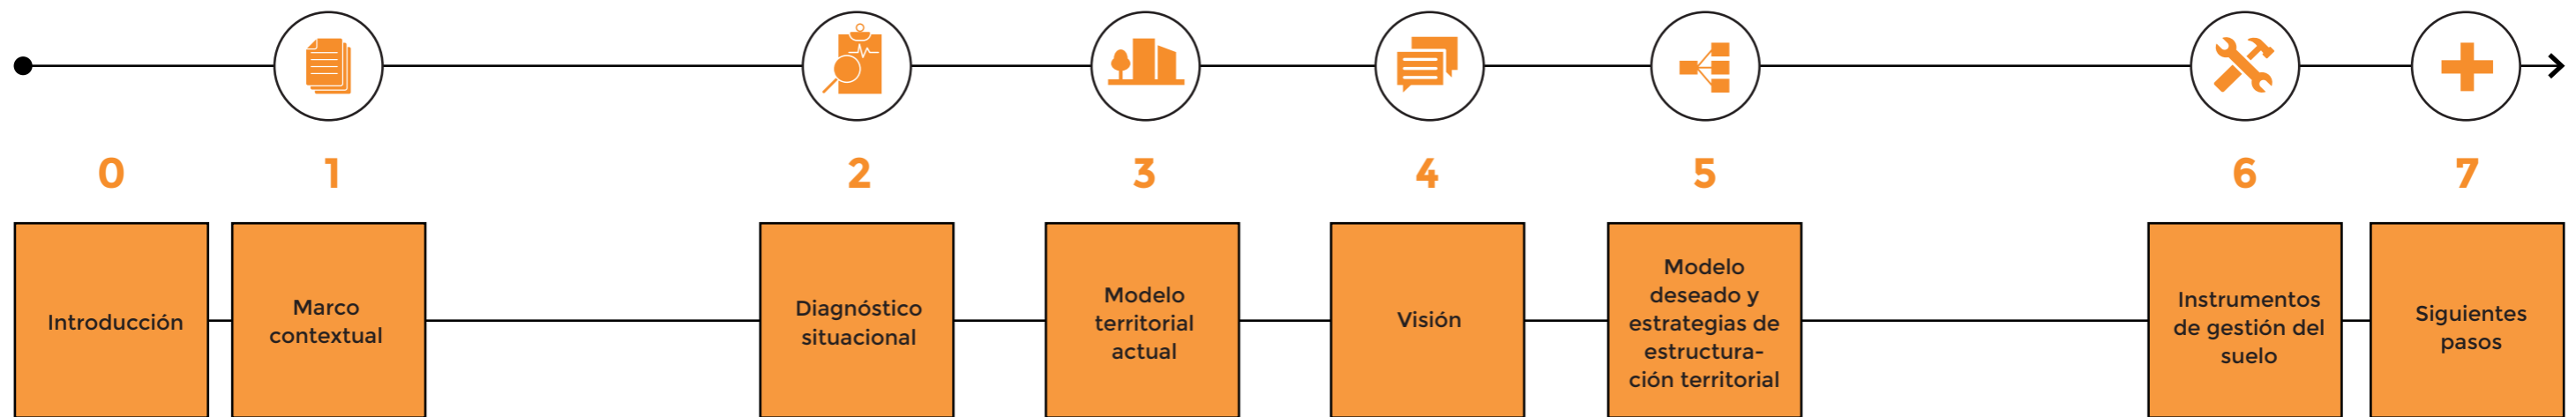 0
1
2
3
4
5
6
7
Introducción
Marco
contextual
Diagnóstico
situacional
Modelo
territorial
actual
Visión
Modelo
deseado y
estrategias de
estructura-
ción territorial
Instrumentos
de gestión del
suelo
Siguientes
pasos